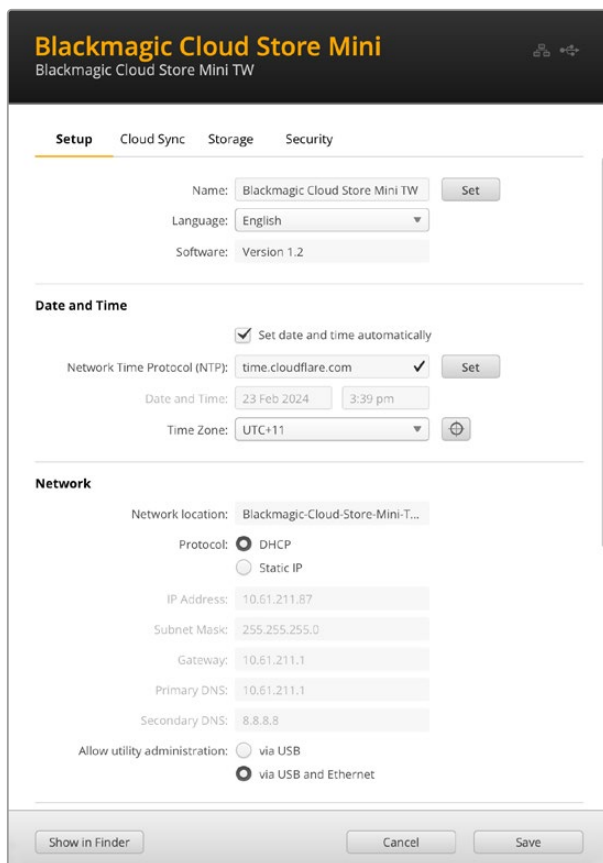 Blackmagic Cloud Store Mini
Blackmagic Cloud Store Mini TW
Setup Cloud Sync Storage Security
Name: Blackmagic Cloud Store Mini TW Set
Language: English
Software: Version 1.2
Date and Time
Set date and time automatically
Network Time Protocol (NTP): time.cloudflare.com Set
Date and Time: 23 Feb 2024 3:39 pm
Time Zone: UTC+11
Network
Network location: Blackmagic-Cloud-Store-Mini-T...
Protocol: DHCP
Static IP
IP Address: 10.61.211.87
Subnet Mask: 255.255.255.0
Gateway: 10.61.211.1
Primary DNS: 10.61.211.1
Secondary DNS: 8.8.8.8
Allow utility administration: via USB
via USB and Ethernet
Show in Finder Cancel Save